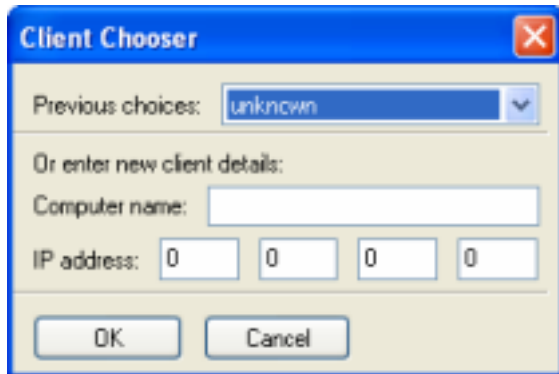 Client Chooser
Previous choices: unknown
Or enter new client details:
Computer name:
IP address: 0 0 0 0
OK Cancel